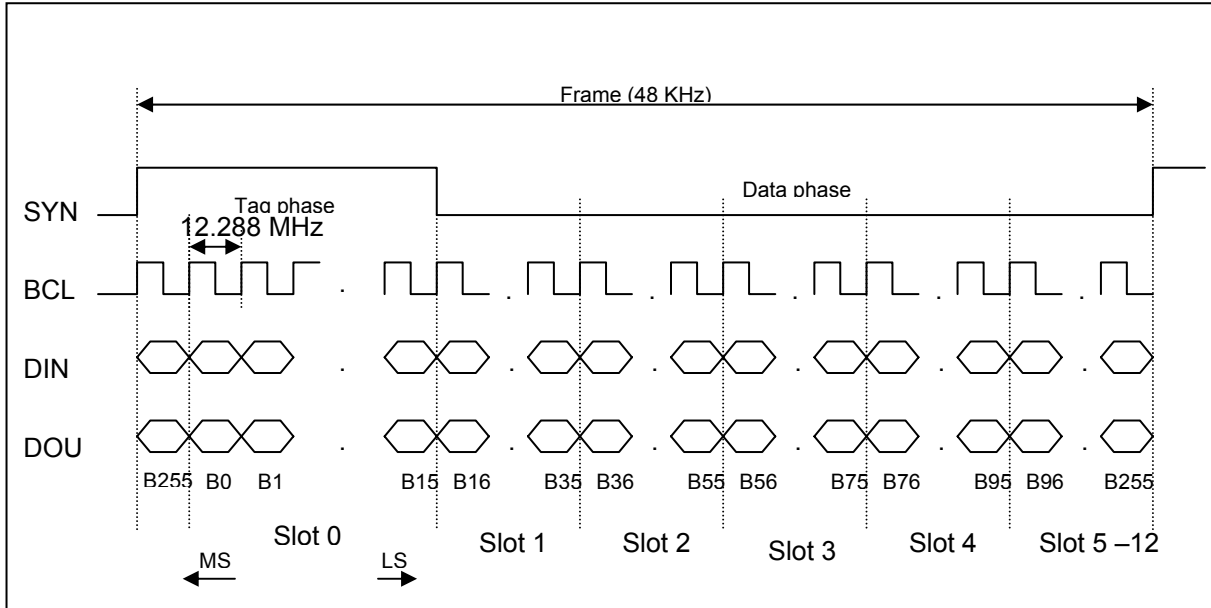 Frame (48 KHz)
SYN
Tag phase
Data phase
12.288 MHz
BCL
DIN
DOU
B255 B0 B1 B15 B16 B35 B36 B55 B56 B75 B76 B95 B96 B255
Slot 0 Slot 1 Slot 2 Slot 3 Slot 4 Slot 5 –12
MS LS